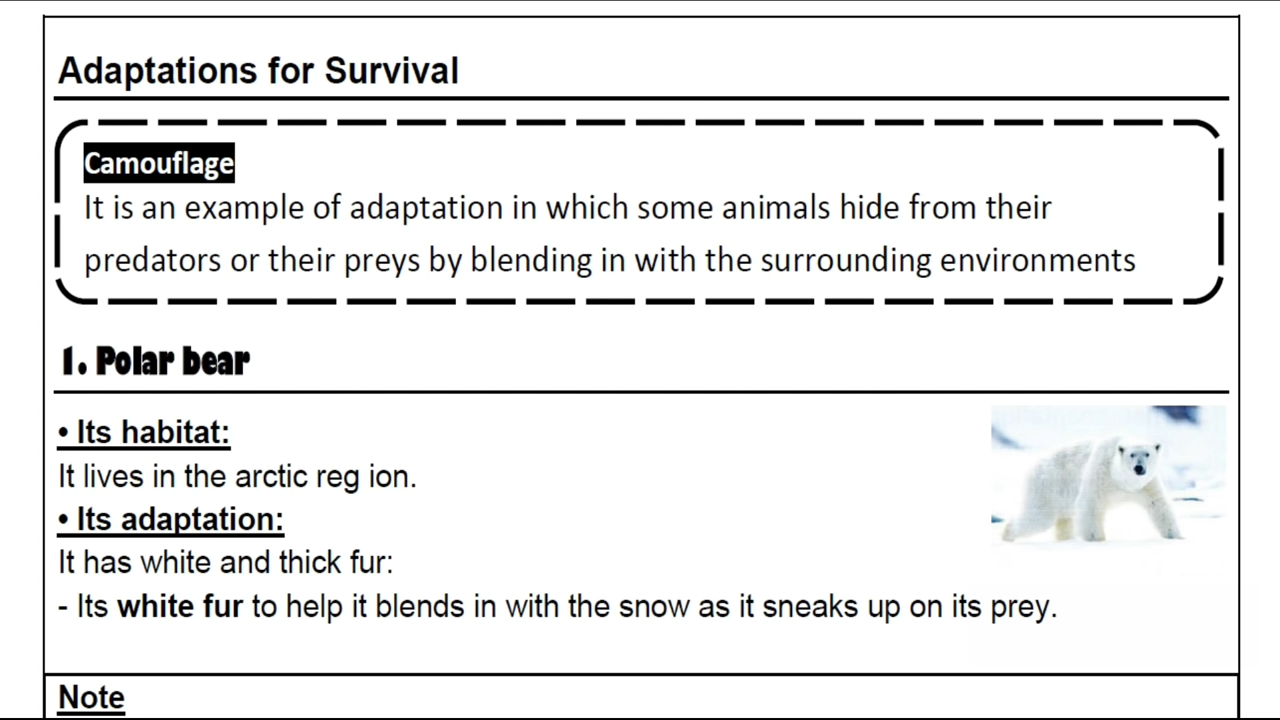 Adaptations for Survival
Camouflage
It is an example of adaptation in which some animals hide from their
predators or their preys by blending in with the surrounding environments
1. Polar bear
• Its habitat:
It lives in the arctic reg ion.
• Its adaptation:
It has white and thick fur:
- Its white fur to help it blends in with the snow as it sneaks up on its prey.
Note